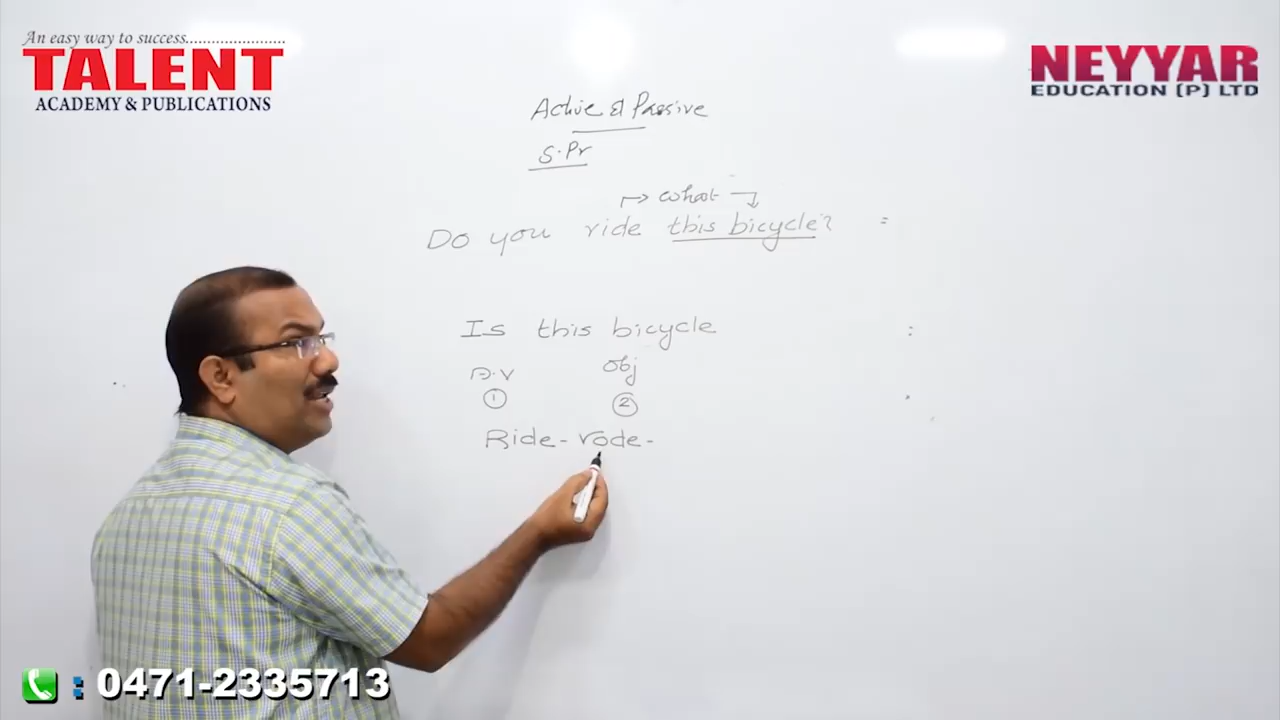 An easy way to success........................
TALENT
ACADEMY & PUBLICATIONS
NEYYAR
EDUCATION (P) LTD
Active & Passive
S.Pr
what
Do you ride this bicycle? =
Is this bicycle :
A.V Obj
1 2
Ride - rode -
: 0471-2335713